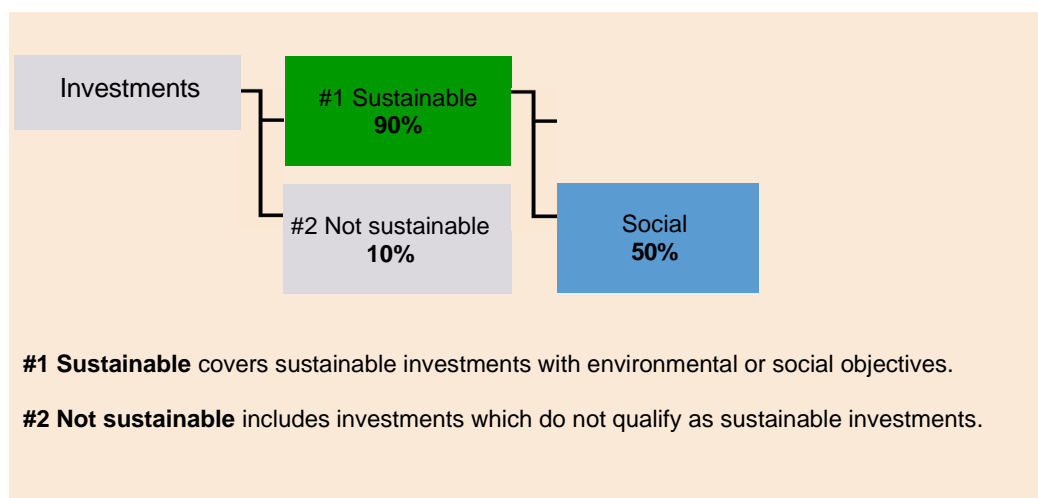 Investments
#1 Sustainable
90%
#2 Not sustainable
10%
Social
50%
#1 Sustainable covers sustainable investments with environmental or social objectives.
#2 Not sustainable includes investments which do not qualify as sustainable investments.